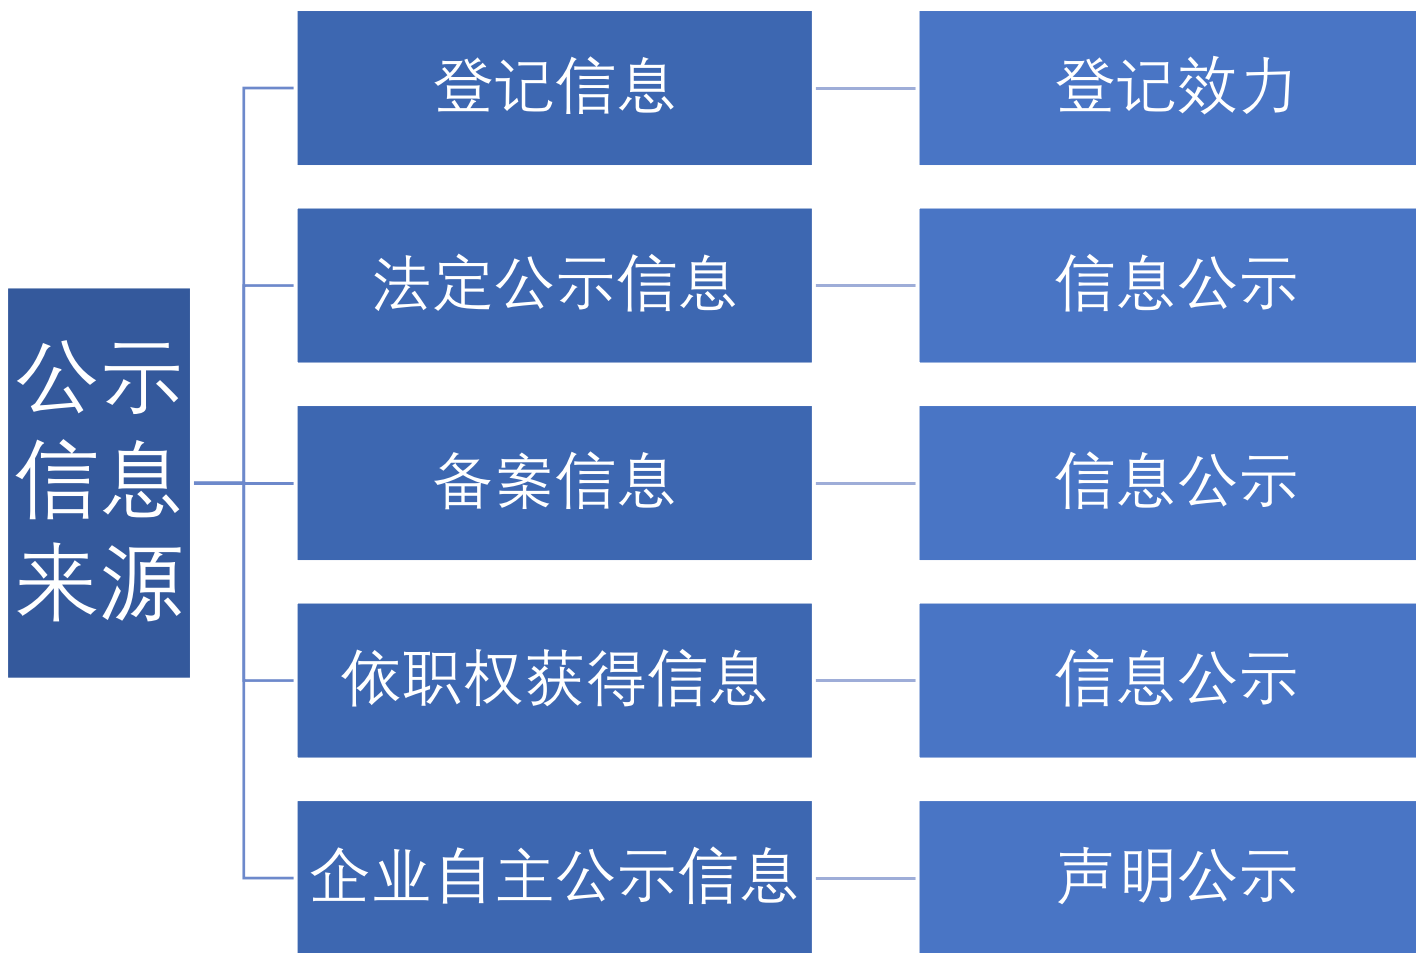 公示
信息
来源
登记信息
登记效力
法定公示信息
信息公示
备案信息
信息公示
依职权获得信息
信息公示
企业自主公示信息
声明公示